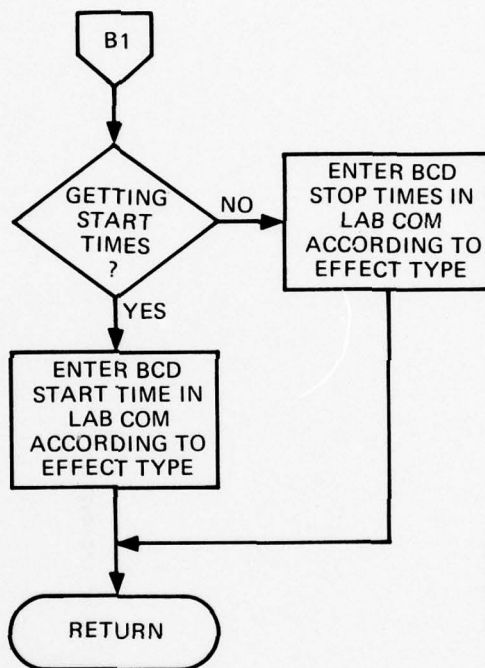 B1
GETTING
START
TIMES
?
NO
ENTER BCD
STOP TIMES IN
LAB COM
ACCORDING TO
EFFECT TYPE
YES
ENTER BCD
START TIME IN
LAB COM
ACCORDING TO
EFFECT TYPE
RETURN